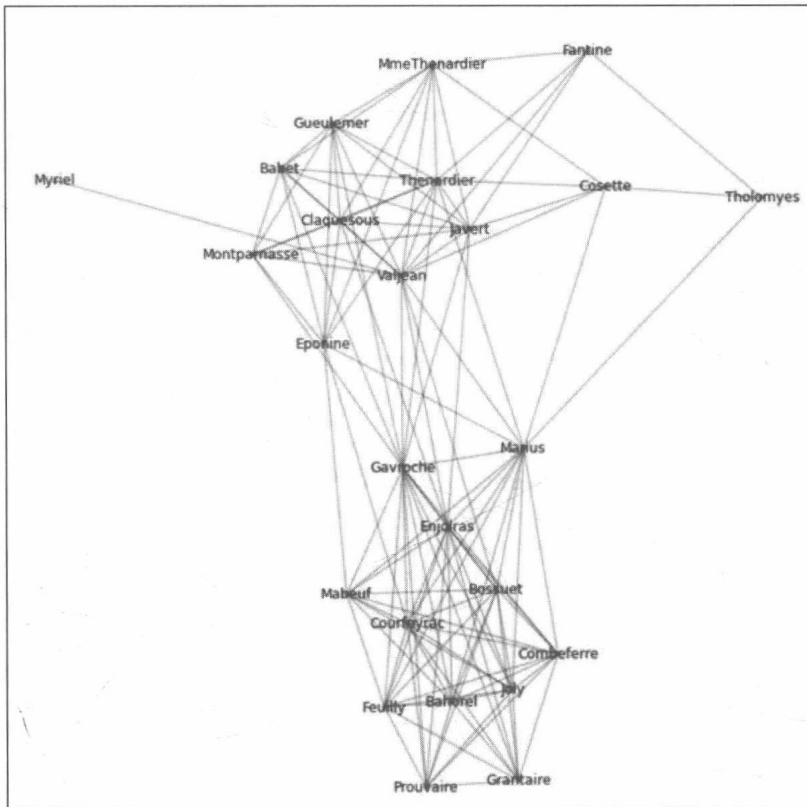 Fantine
MmeThenardier
Gueulemer
Babet
Myriel
Thenardier
Cosette
Tholomyes
Claquesous
Javert
Montparnasse
Valjean
Eponine
Marius
Gavroche
Enjolras
Bossuet
Mabeuf
Courfeyrac
Combeferre
Joly
Bahorel
Feuilly
Grantaire
Prouvaire